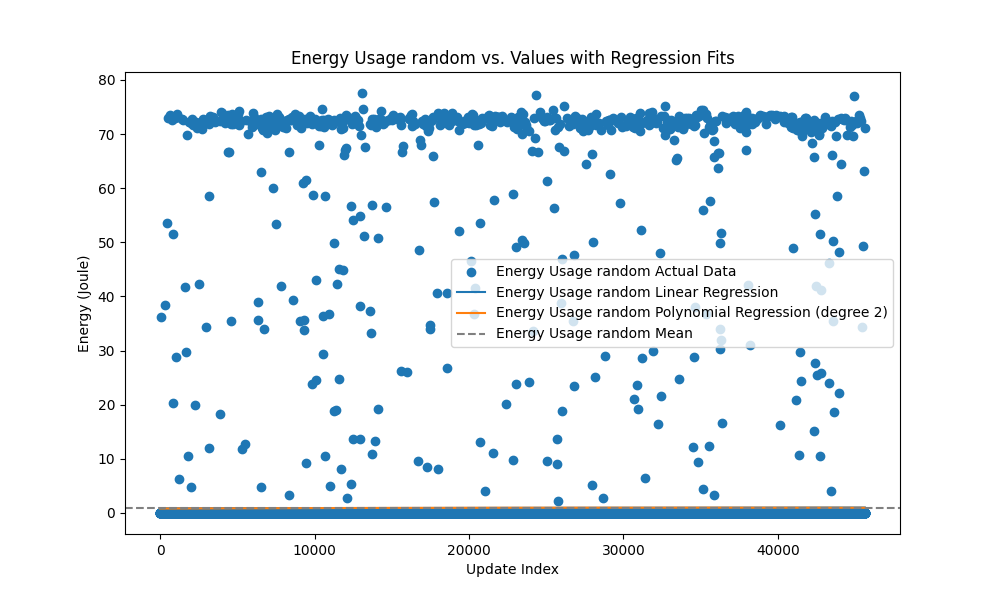 Energy Usage random vs. Values with Regression Fits
80
70
60
50
40
30
20
10
0
Energy (Joule)
Energy Usage random Actual Data
Energy Usage random Linear Regression
Energy Usage random Polynomial Regression (degree 2)
Energy Usage random Mean
0 10000 20000 30000 40000
Update Index